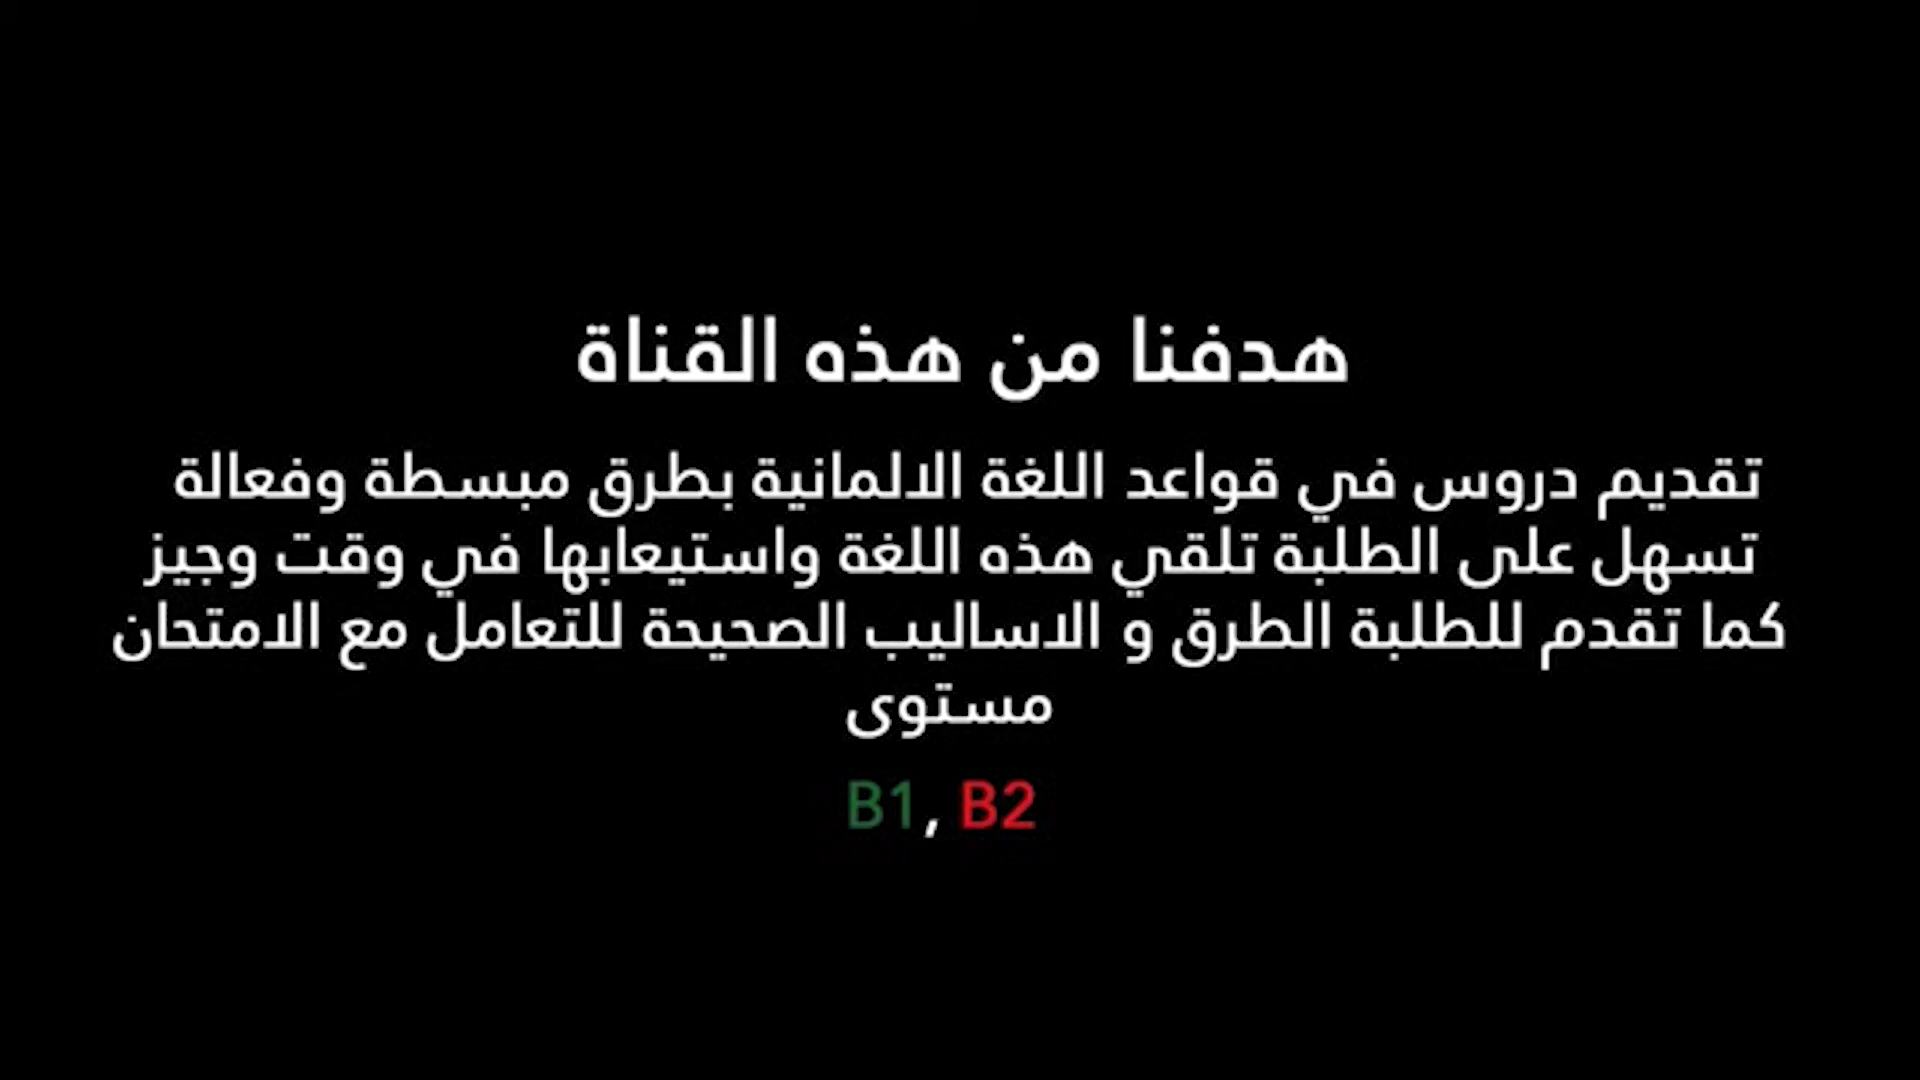 هدفنا من هذه القناة
تقديم دروس في قواعد اللغة الالمانية بطرق مبسطة وفعالة
تسهل على الطلبة تلقي هذه اللغة واستيعابها في وقت وجيز
كما تقدم للطلبة الطرق و الاساليب الصحيحة للتعامل مع الامتحان
مستوى
B1, B2